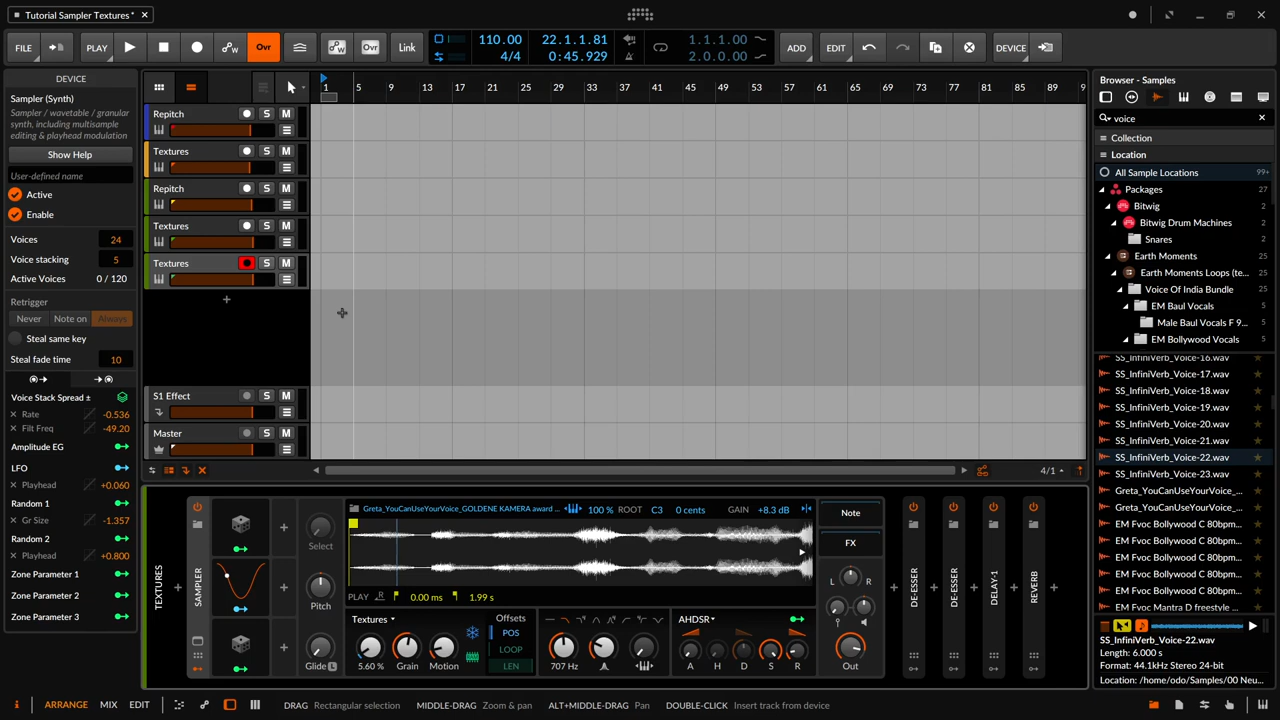 Tutorial Sampler Textures*
FILE
PLAY
Ovr
Ovr
Link
110.00
4/4
22.1.1.81
0:45.929
1.1.1.00
2.0.0.00
ADD
EDIT
DEVICE
DEVICE
Sampler (Synth)
Sampler / wavetable / granular
synth, including multisample
editing & playhead modulation
Show Help
User-defined name
Active
Enable
Voices 24
Voice stacking 5
Active Voices 0 / 120
Retrigger
Never Note on Always
Steal same key
Steal fade time 10
Voice Stack Spread ±
Rate -0.536
Filt Freq -49.20
Amplitude EG
LFO
Playhead +0.060
Random 1
Gr Size -1.357
Random 2
Playhead +0.800
Zone Parameter 1
Zone Parameter 2
Zone Parameter 3
1 5 9 13 17 21 25 29 33 37 41 45 49 53 57 61 65 69 73 77 81 85 89 9
Repitch S M
Textures S M
Repitch S M
Textures S M
Textures S M
+
S1 Effect S M
Master S M
4/1
Browser - Samples
voice
Collection
Location
All Sample Locations 99+
Packages 27
Bitwig 2
Bitwig Drum Machines 2
Snares 2
Earth Moments 25
Earth Moments Loops (te... 25
Voice Of India Bundle 25
EM Baul Vocals 5
Male Baul Vocals F 9... 5
EM Bollywood Vocals 5
SS_InfiniVerb_Voice-16.wav
SS_InfiniVerb_Voice-17.wav
SS_InfiniVerb_Voice-18.wav
SS_InfiniVerb_Voice-19.wav
SS_InfiniVerb_Voice-20.wav
SS_InfiniVerb_Voice-21.wav
SS_InfiniVerb_Voice-22.wav
SS_InfiniVerb_Voice-23.wav
Greta_YouCanUseYourVoice_...
Greta_YouCanUseYourVoice_...
EM Fvoc Bollywood C 80bpm...
EM Fvoc Bollywood C 80bpm...
EM Fvoc Bollywood C 80bpm...
EM Fvoc Bollywood C 80bpm...
EM Fvoc Bollywood C 80bpm...
EM Fvoc Mantra D freestyle ...
SS_InfiniVerb_Voice-22.wav
Length: 6.000 s
Format: 44.1kHz Stereo 24-bit
Location: /home/odo/Samples/00 Neu...
TEXTURES
SAMPLER
Select
Pitch
Glide L
Greta_YouCanUseYourVoice_GOLDENE KAMERA award ...
100 % ROOT C3 0 cents GAIN +8.3 dB
PLAY 0.00 ms 1.99 s
Textures
5.60 % Grain Motion
Offsets
POS
LOOP
LEN
707 Hz
AHDSR
A H D S R
Note
FX
L R
Out
DE-ESSER
DE-ESSER
DELAY-1
REVERB
ARRANGE MIX EDIT
DRAG Rectangular selection MIDDLE-DRAG Zoom & pan ALT+MIDDLE-DRAG Pan DOUBLE-CLICK Insert track from device